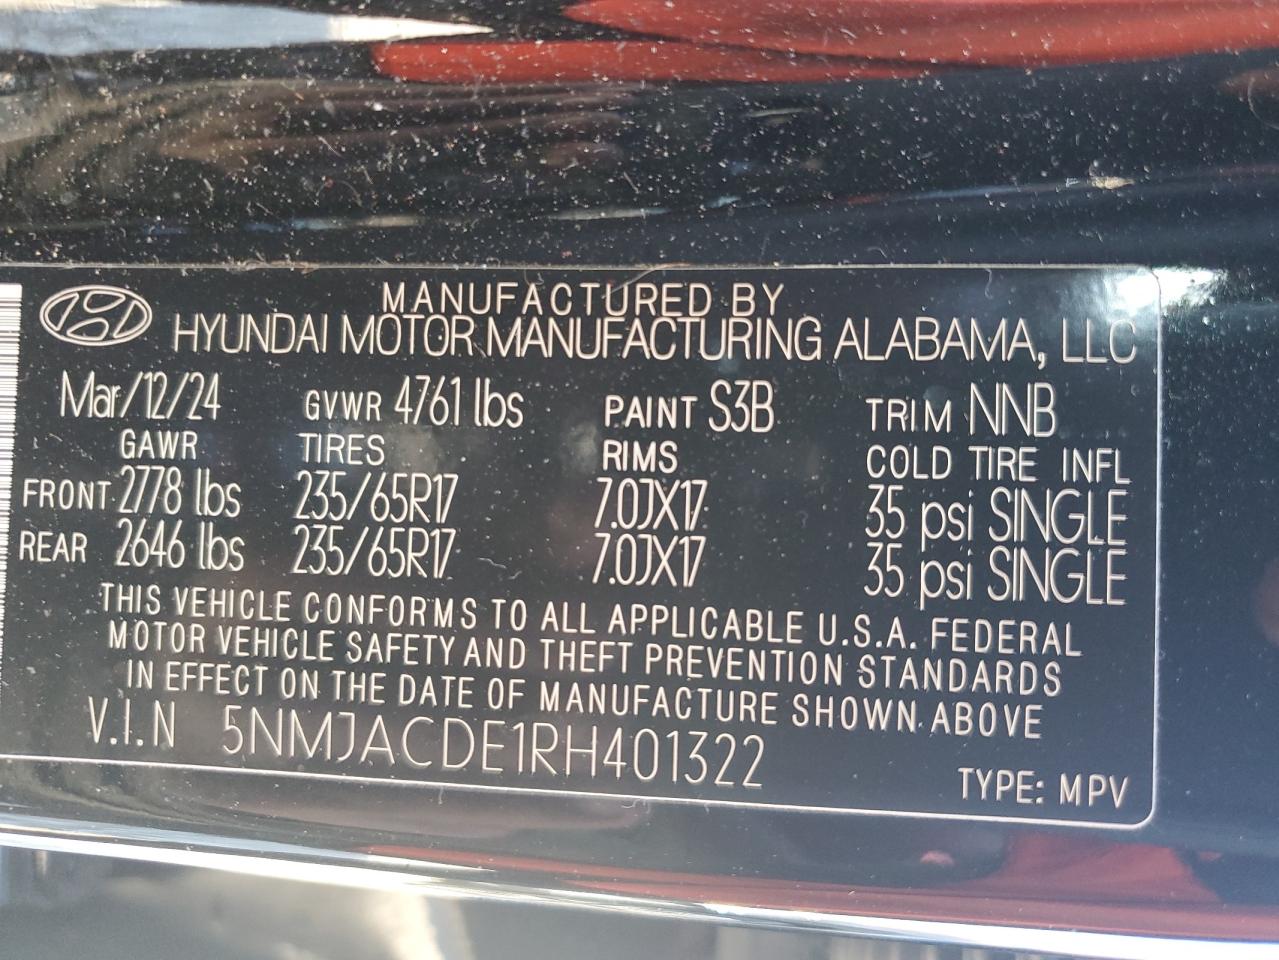 MANUFACTURED BY
HYUNDAI MOTOR MANUFACTURING ALABAMA, LLC
Mar/12/24 GVWR 4761 lbs PAINT S3B TRIM NNB
GAWR TIRES RIMS COLD TIRE INFL
FRONT 2778 lbs 235/65R17 7.0JX17 35 psi SINGLE
REAR 2646 lbs 235/65R17 7.0JX17 35 psi SINGLE
THIS VEHICLE CONFORMS TO ALL APPLICABLE U.S.A. FEDERAL
MOTOR VEHICLE SAFETY AND THEFT PREVENTION STANDARDS
IN EFFECT ON THE DATE OF MANUFACTURE SHOWN ABOVE
V.I.N 5NMJACDE1RH401322
TYPE: MPV